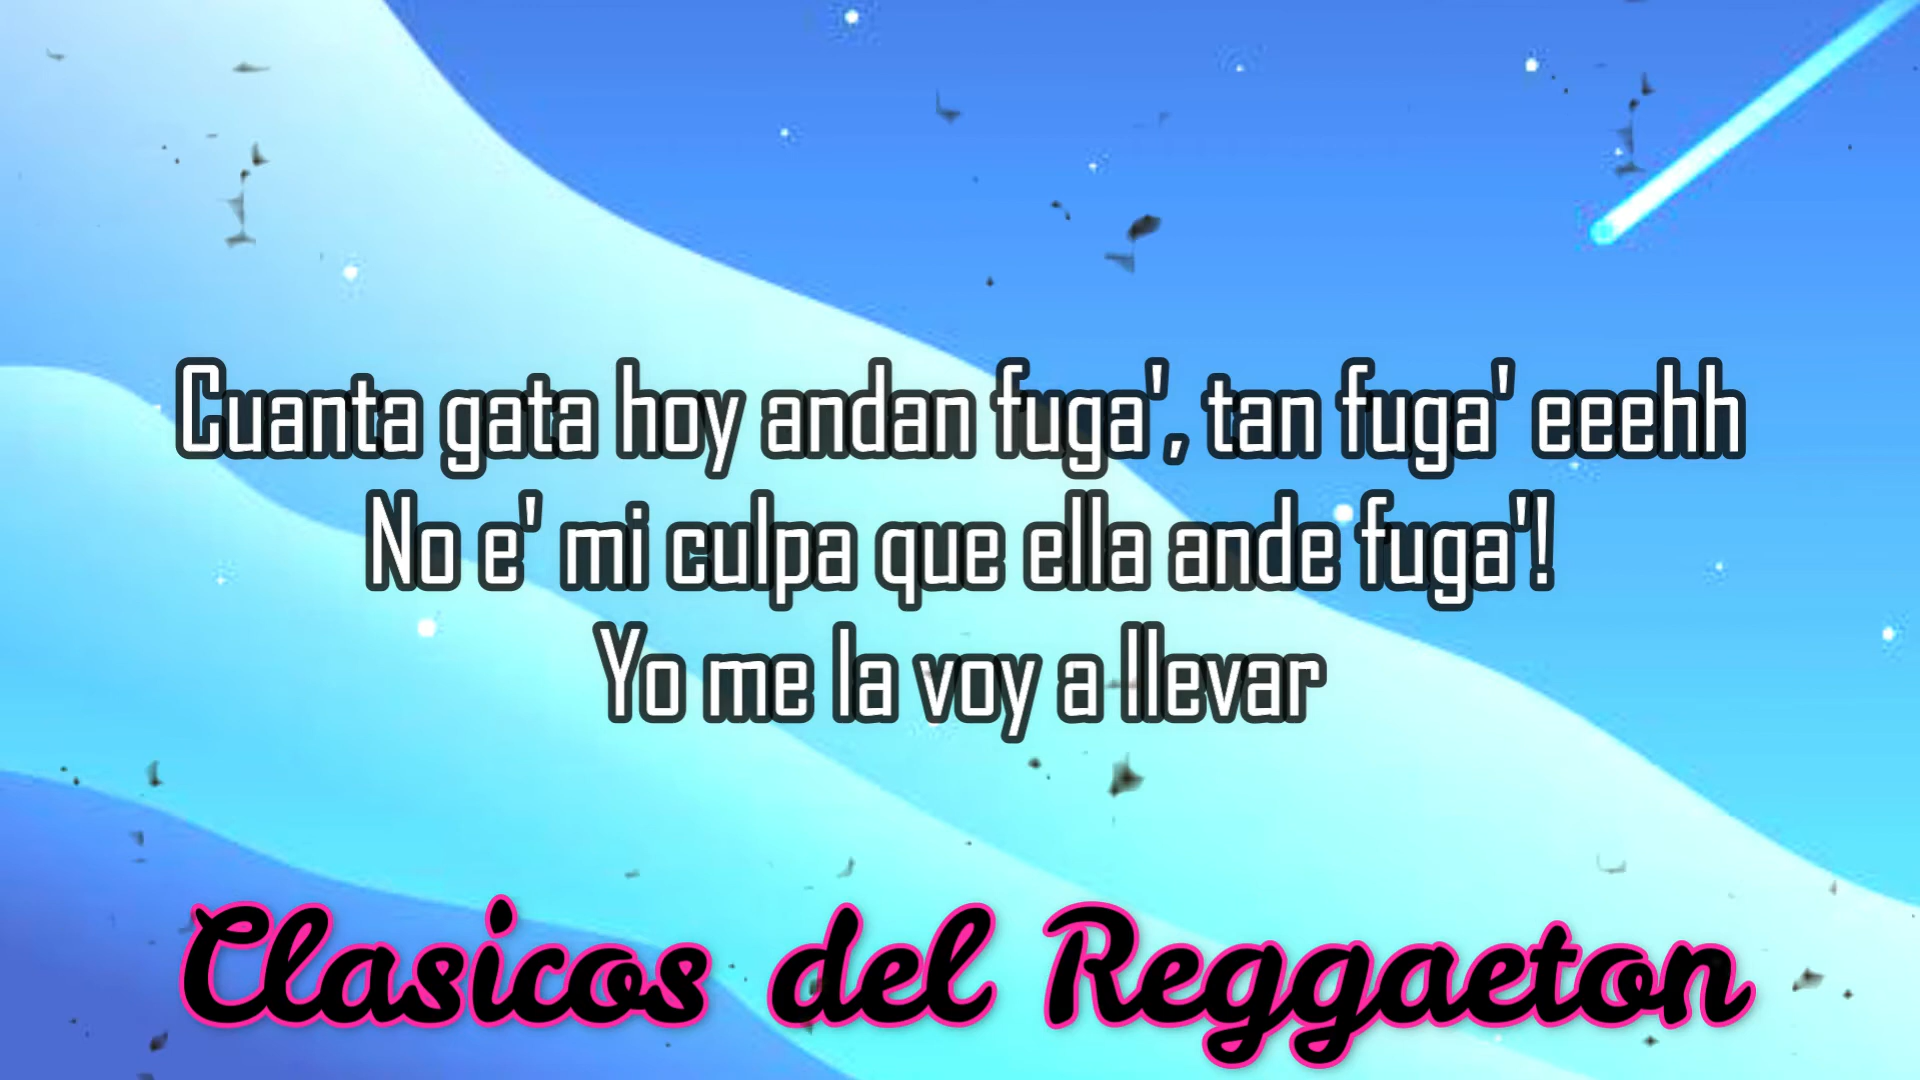 Cuanta gata hoy andan fuga', tan fuga' eeehh
No e' mi culpa que ella ande fuga'!
Yo me la voy a llevar
Clasicos del Reggaeton